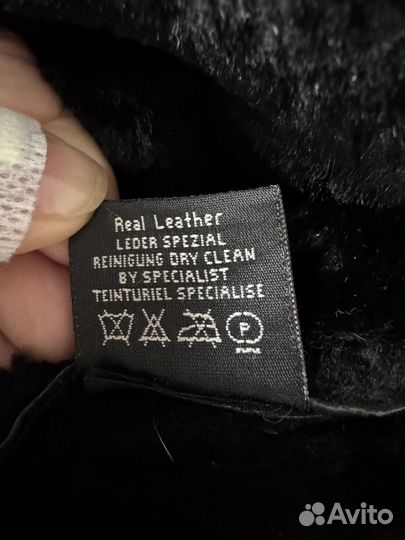 Real Leather
LEDER SPEZIAL
REINIGUNG DRY CLEAN
BY SPECIALIST
TEINTURIEL SPECIALISE
P
Avito